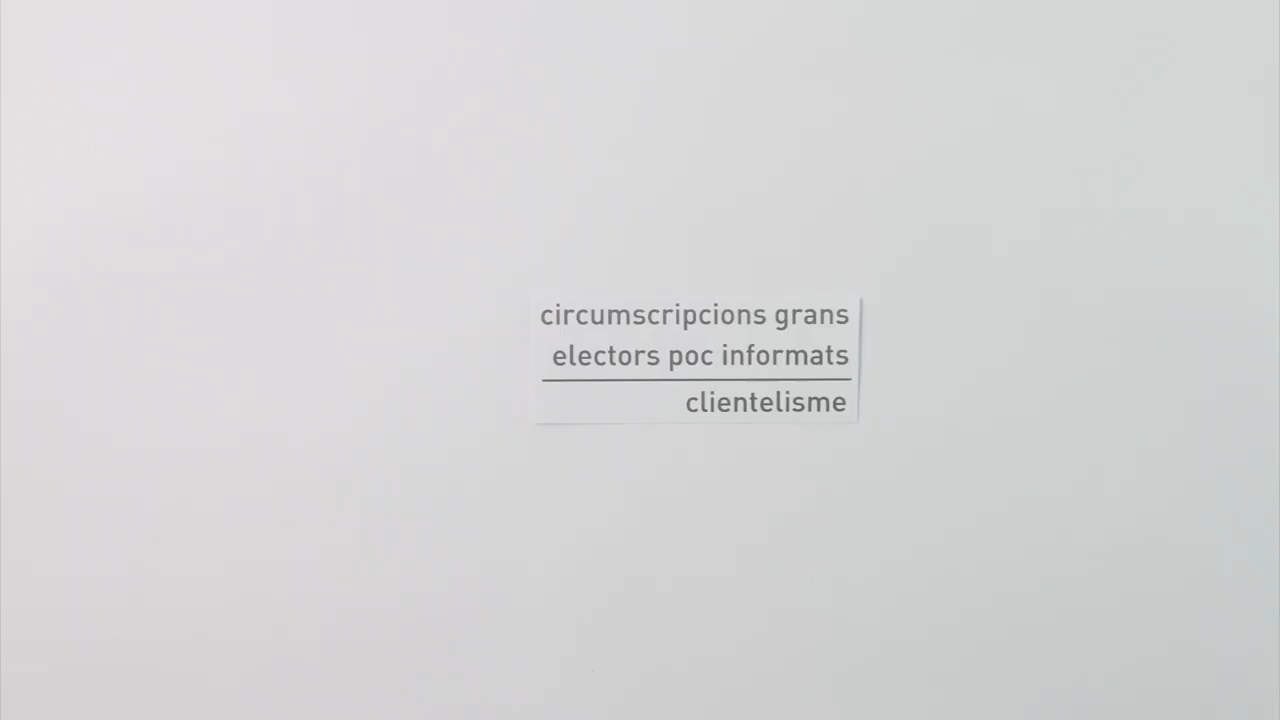 circumscripcions grans
electors poc informats
clientelisme